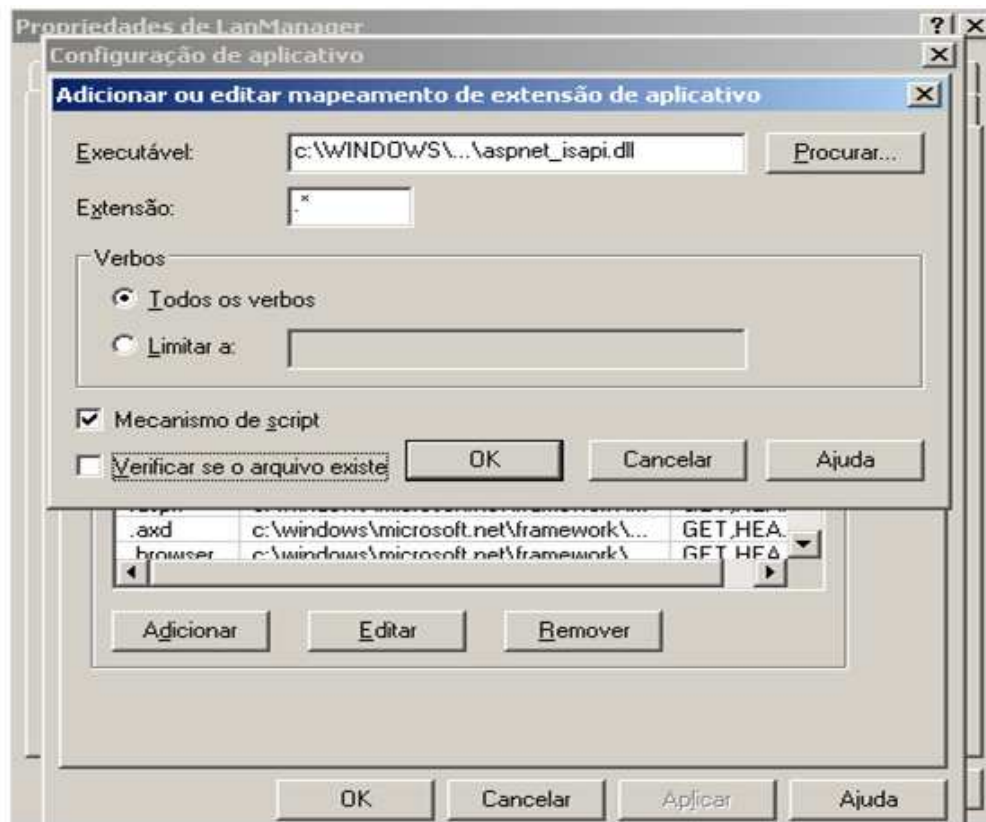 Propriedades de LanManager
Configuração de aplicativo
Adicionar ou editar mapeamento de extensão de aplicativo
Executável: c:\WINDOWS\...\aspnet_isapi.dll Procurar...
Extensão: .*
Verbos
Todos os verbos
Limitar a:
Mecanismo de script
Verificar se o arquivo existe OK Cancelar Ajuda
.axd c:\windows\microsoft.net\framework\... GET,HEA.
.browser c:\windows\microsoft.net\framework\ GET HEA
Adicionar Editar Remover
OK Cancelar Aplicar Ajuda